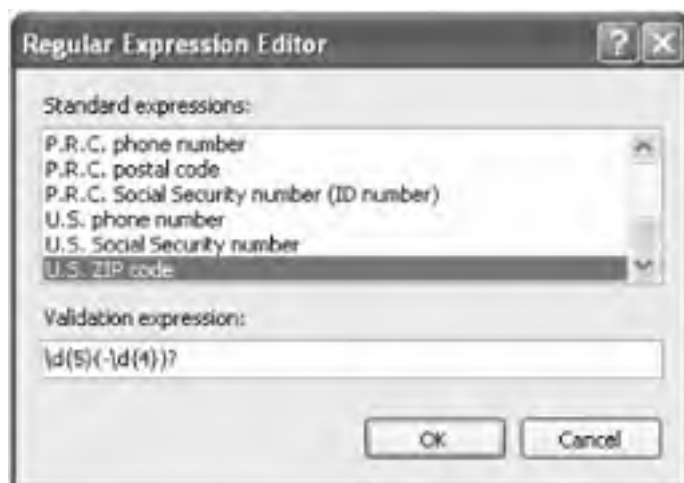 Regular Expression Editor
Standard expressions:
P.R.C. phone number
P.R.C. postal code
P.R.C. Social Security number (ID number)
U.S. phone number
U.S. Social Security number
U.S. ZIP code
Validation expression:
\d{5}(-\d{4})?
OK Cancel